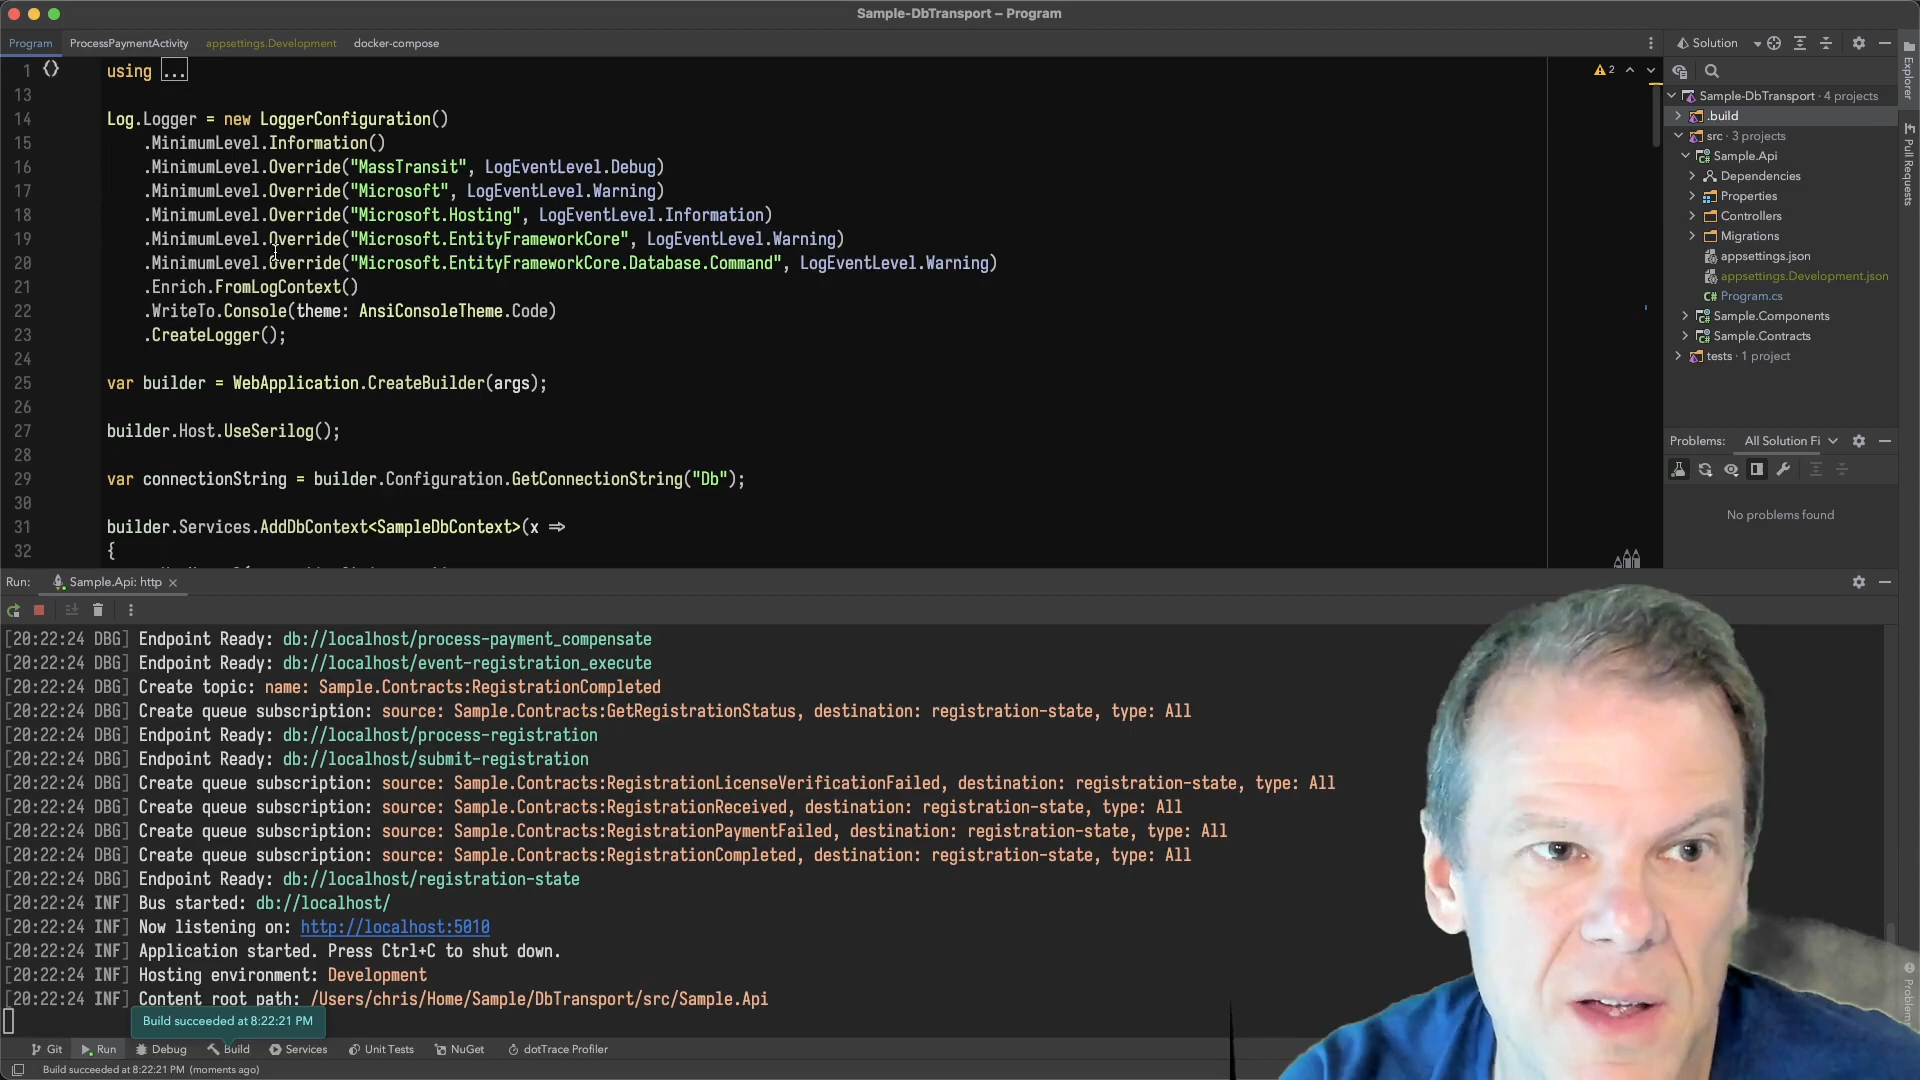 Sample-DbTransport – Program
Program ProcessPaymentActivity appsettings.Development docker-compose
Solution
1 using ...
2
13
14 Log.Logger = new LoggerConfiguration()
15 .MinimumLevel.Information()
16 .MinimumLevel.Override("MassTransit", LogEventLevel.Debug)
17 .MinimumLevel.Override("Microsoft", LogEventLevel.Warning)
18 .MinimumLevel.Override("Microsoft.Hosting", LogEventLevel.Information)
19 .MinimumLevel.Override("Microsoft.EntityFrameworkCore", LogEventLevel.Warning)
20 .MinimumLevel.Override("Microsoft.EntityFrameworkCore.Database.Command", LogEventLevel.Warning)
21 .Enrich.FromLogContext()
22 .WriteTo.Console(theme: AnsiConsoleTheme.Code)
23 .CreateLogger();
24
25 var builder = WebApplication.CreateBuilder(args);
26
27 builder.Host.UseSerilog();
28
29 var connectionString = builder.Configuration.GetConnectionString("Db");
30
31 builder.Services.AddDbContext<SampleDbContext>(x =>
32 {
Sample-DbTransport · 4 projects
.build
src · 3 projects
Sample.Api
Dependencies
Properties
Controllers
Migrations
appsettings.json
appsettings.Development.json
C# Program.cs
Sample.Components
Sample.Contracts
tests · 1 project
Explorer
Pull Requests
Problems: All Solution Fi
No problems found
Run: Sample.Api: http
[20:22:24 DBG] Endpoint Ready: db://localhost/process-payment_compensate
[20:22:24 DBG] Endpoint Ready: db://localhost/event-registration_execute
[20:22:24 DBG] Create topic: name: Sample.Contracts:RegistrationCompleted
[20:22:24 DBG] Create queue subscription: source: Sample.Contracts:GetRegistrationStatus, destination: registration-state, type: All
[20:22:24 DBG] Endpoint Ready: db://localhost/process-registration
[20:22:24 DBG] Endpoint Ready: db://localhost/submit-registration
[20:22:24 DBG] Create queue subscription: source: Sample.Contracts:RegistrationLicenseVerificationFailed, destination: registration-state, type: All
[20:22:24 DBG] Create queue subscription: source: Sample.Contracts:RegistrationReceived, destination: registration-state, type: All
[20:22:24 DBG] Create queue subscription: source: Sample.Contracts:RegistrationPaymentFailed, destination: registration-state, type: All
[20:22:24 DBG] Create queue subscription: source: Sample.Contracts:RegistrationCompleted, destination: registration-state, type: All
[20:22:24 DBG] Endpoint Ready: db://localhost/registration-state
[20:22:24 INF] Bus started: db://localhost/
[20:22:24 INF] Now listening on: http://localhost:5010
[20:22:24 INF] Application started. Press Ctrl+C to shut down.
[20:22:24 INF] Hosting environment: Development
[20:22:24 INF] Content root path: /Users/chris/Home/Sample/DbTransport/src/Sample.Api
Build succeeded at 8:22:21 PM
Problems
Git Run Debug Build Services Unit Tests NuGet dotTrace Profiler
Build succeeded at 8:22:21 PM (moments ago)